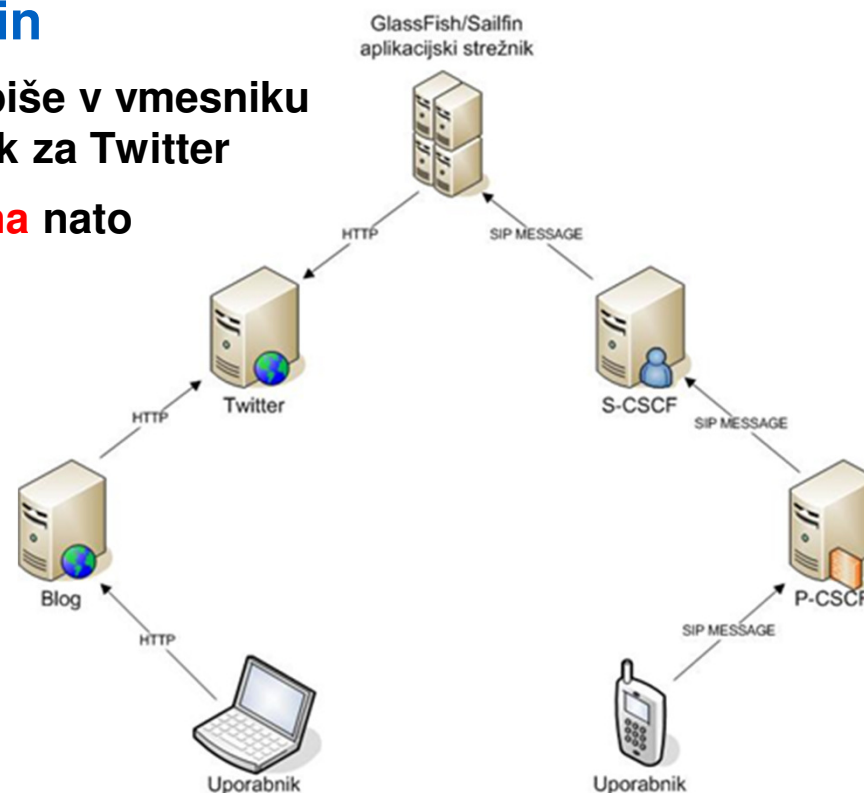 in
piše v vmesniku
k za Twitter
na nato
GlassFish/Sailfin
aplikacijski strežnik
HTTP
SIP MESSAGE
Twitter
S-CSCF
HTTP
SIP MESSAGE
Blog
P-CSCF
HTTP
SIP MESSAGE
Uporabnik
Uporabnik